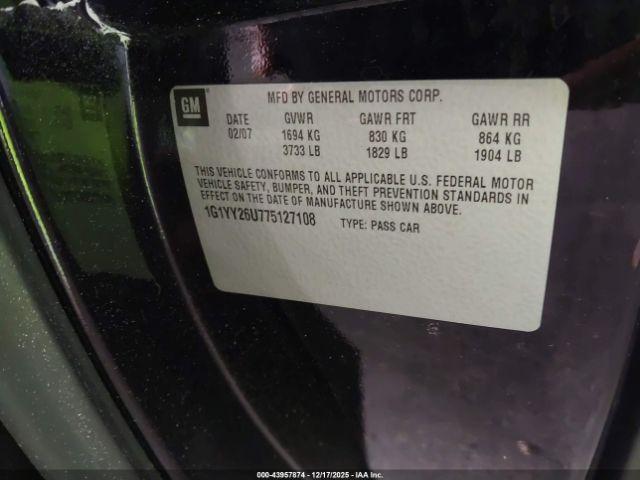 GM
MFD BY GENERAL MOTORS CORP.
DATE GVWR GAWR FRT GAWR RR
02/07 1694 KG 830 KG 864 KG
3733 LB 1829 LB 1904 LB
THIS VEHICLE CONFORMS TO ALL APPLICABLE U.S. FEDERAL MOTOR
VEHICLE SAFETY, BUMPER, AND THEFT PREVENTION STANDARDS IN
EFFECT ON THE DATE OF MANUFACTURE SHOWN ABOVE.
1G1YY26U775127108 TYPE: PASS CAR
000-43957874 | 12/17/2025 - IAAI.COM